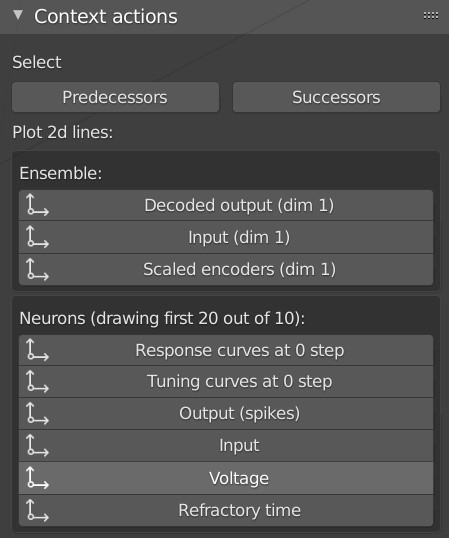 Context actions
Select
Predecessors Successors
Plot 2d lines:
Ensemble:
Decoded output (dim 1)
Input (dim 1)
Scaled encoders (dim 1)
Neurons (drawing first 20 out of 10):
Response curves at 0 step
Tuning curves at 0 step
Output (spikes)
Input
Voltage
Refractory time